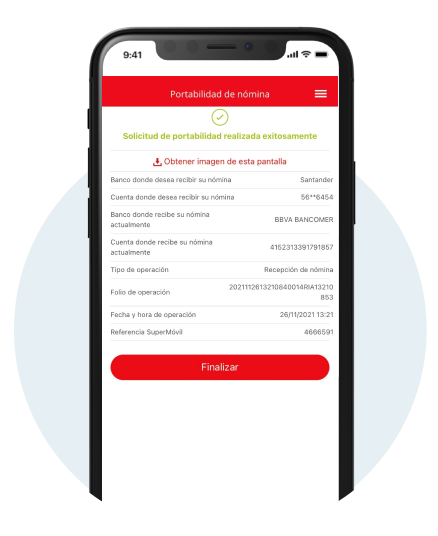 9:41
Portabilidad de nómina
Solicitud de portabilidad realizada exitosamente
Obtener imagen de esta pantalla
Banco donde desea recibir su nómina Santander
Cuenta donde desea recibir su nómina 56**6454
Banco donde recibe su nómina
actualmente BBVA BANCOMER
Cuenta donde recibe su nómina
actualmente 4152313391791857
Tipo de operación Recepción de nómina
Folio de operación 2021112613210840014RIA13210
853
Fecha y hora de operación 26/11/2021 13:21
Referencia SuperMóvil 4666591
Finalizar